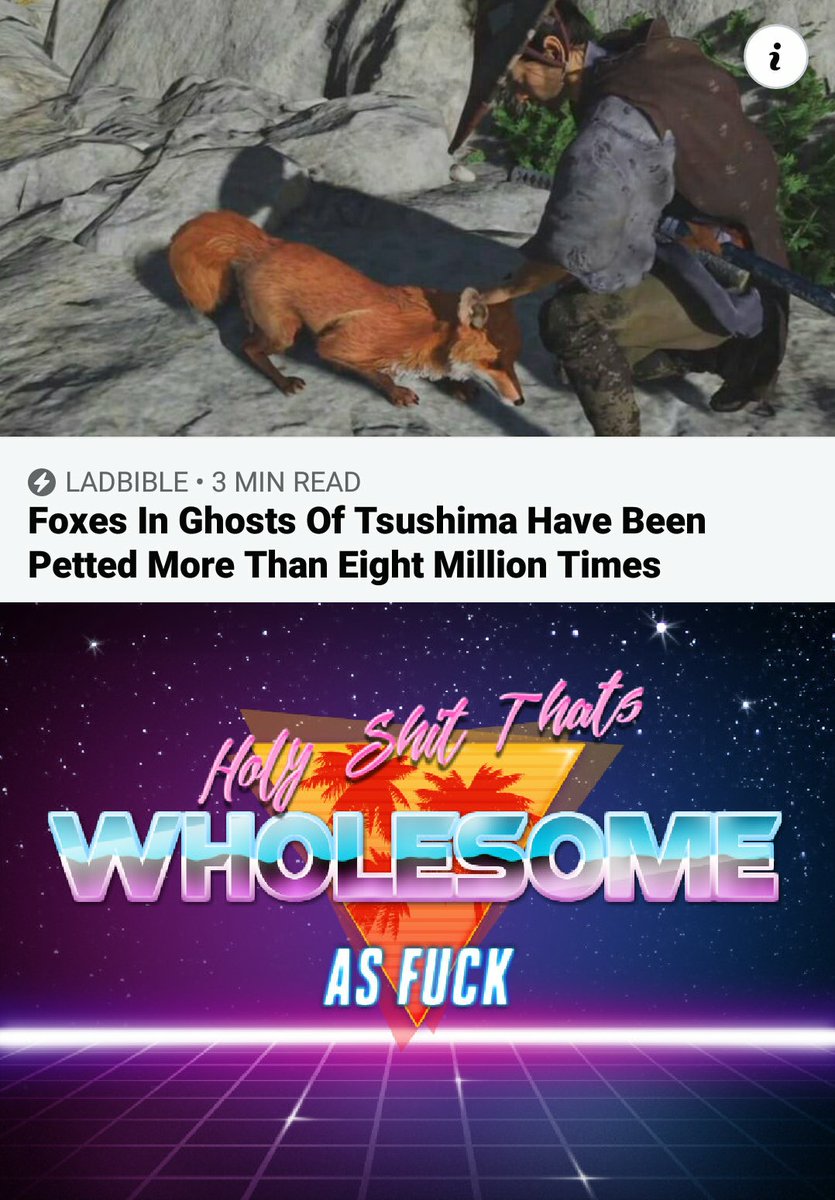 i
LADBIBLE • 3 MIN READ
Foxes In Ghosts Of Tsushima Have Been
Petted More Than Eight Million Times
Holy Shit Thats
WHOLESOME
AS FUCK